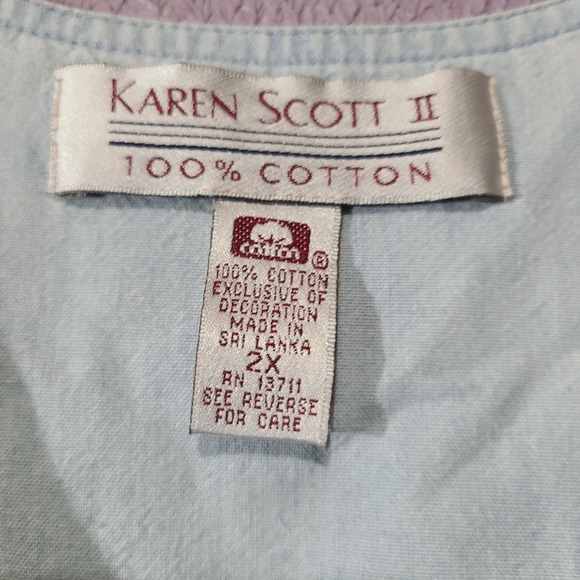 KAREN SCOTT II
100% COTTON
cotton
®
100% COTTON
EXCLUSIVE OF
DECORATION
MADE IN
SRI LANKA
2X
RN 13711
SEE REVERSE
FOR CARE